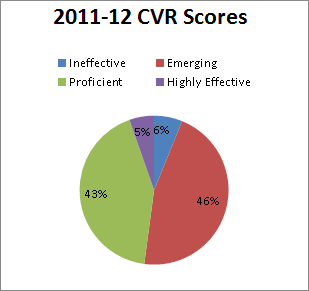 2011-12 CVR Scores
Ineffective Emerging
Proficient Highly Effective
5% 6%
43% 46%